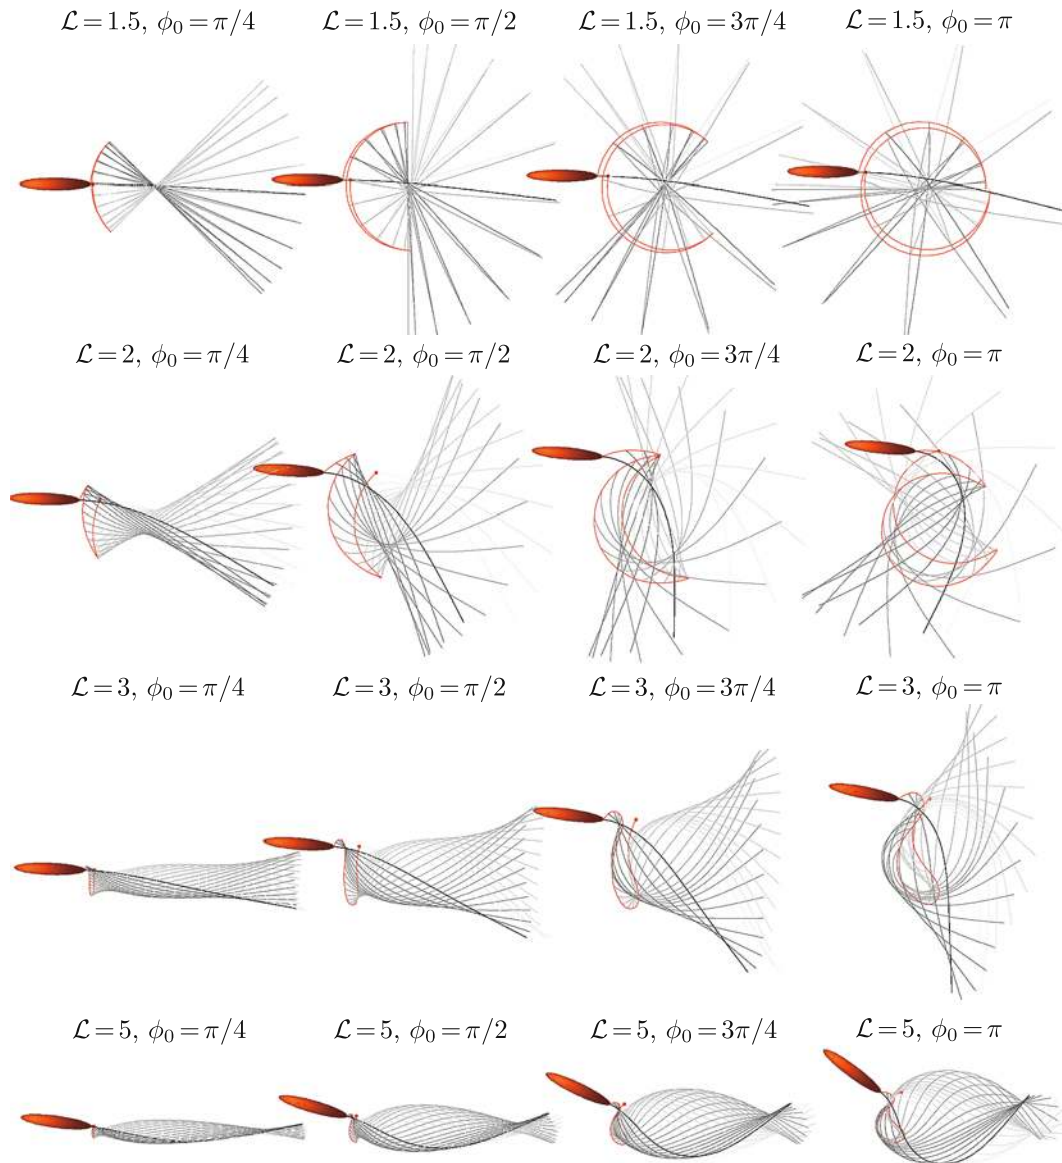 ℒ=1.5, ϕ₀=π/4 ℒ=1.5, ϕ₀=π/2 ℒ=1.5, ϕ₀=3π/4 ℒ=1.5, ϕ₀=π
ℒ=2, ϕ₀=π/4 ℒ=2, ϕ₀=π/2 ℒ=2, ϕ₀=3π/4 ℒ=2, ϕ₀=π
ℒ=3, ϕ₀=π/4 ℒ=3, ϕ₀=π/2 ℒ=3, ϕ₀=3π/4 ℒ=3, ϕ₀=π
ℒ=5, ϕ₀=π/4 ℒ=5, ϕ₀=π/2 ℒ=5, ϕ₀=3π/4 ℒ=5, ϕ₀=π